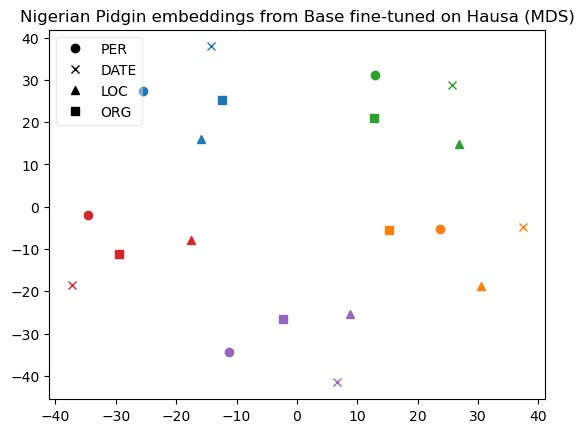 Nigerian Pidgin embeddings from Base fine-tuned on Hausa (MDS)
PER
DATE
LOC
ORG
40
30
20
10
0
−10
−20
−30
−40
−40 −30 −20 −10 0 10 20 30 40